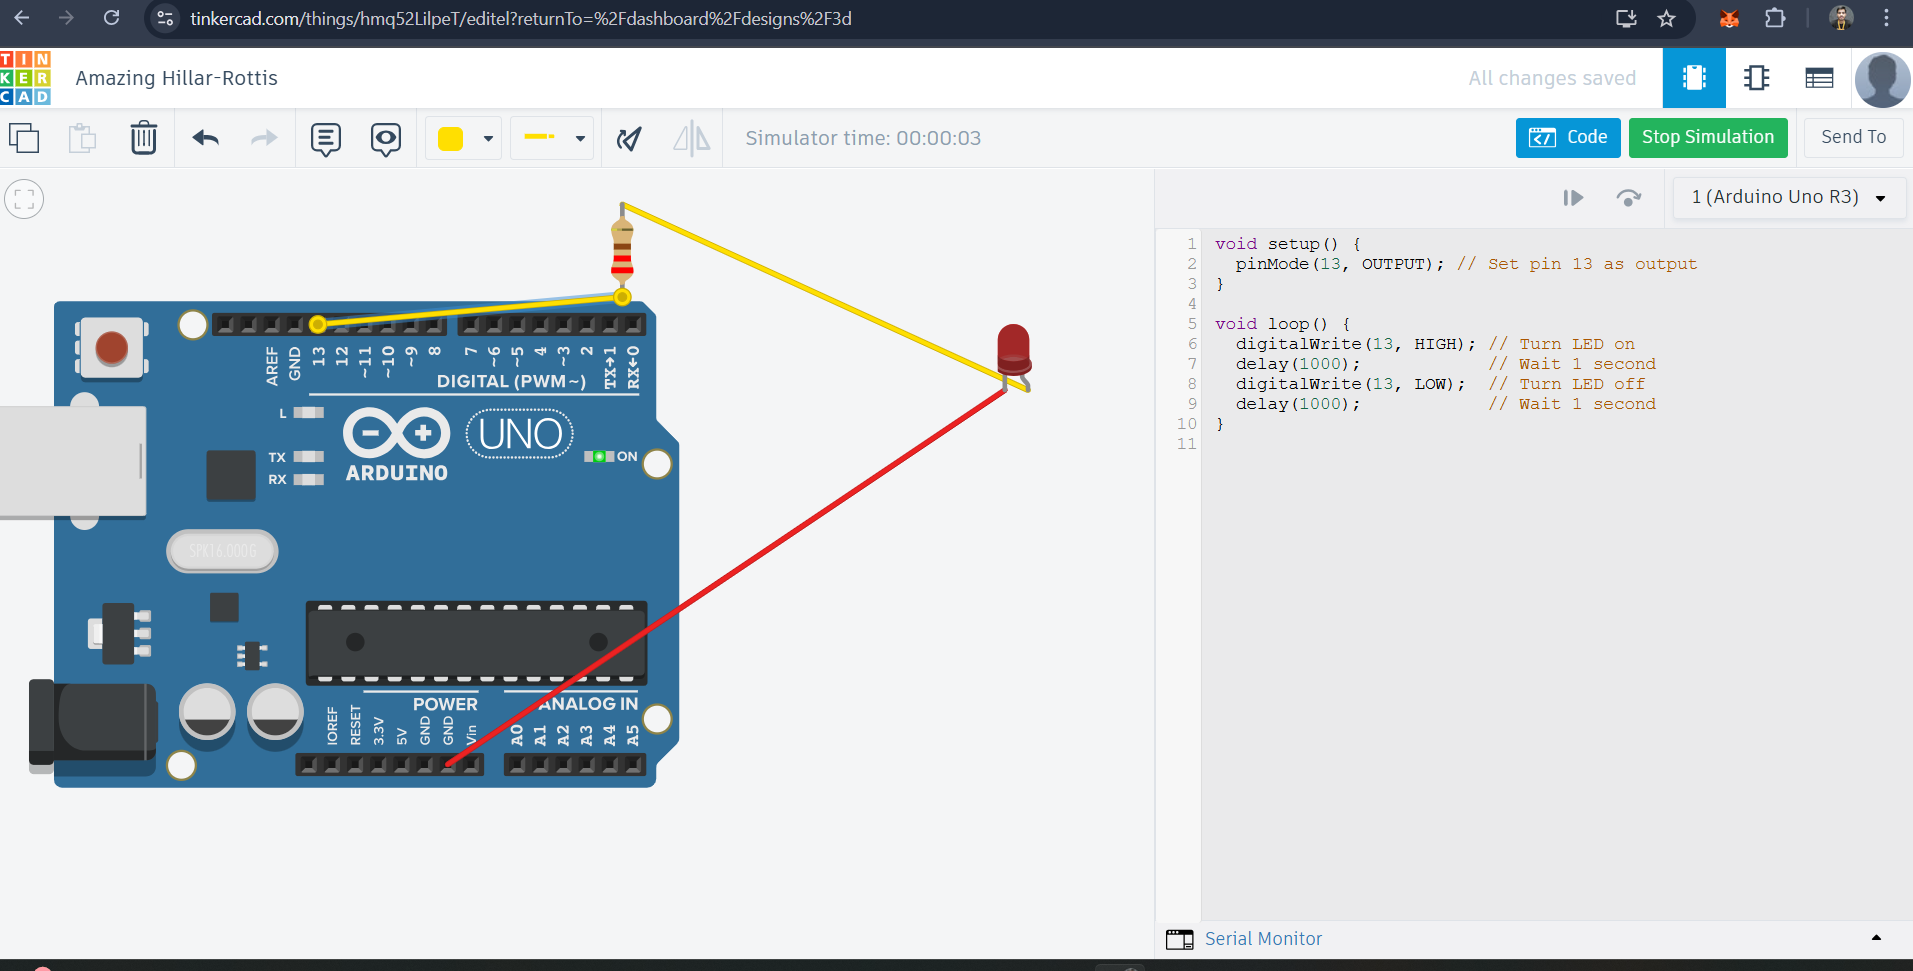 tinkercad.com/things/hmq52LilpeT/editel?returnTo=%2Fdashboard%2Fdesigns%2F3d
TIN
KER
CAD
Amazing Hillar-Rottis
All changes saved
Simulator time: 00:00:03
Code
Stop Simulation
Send To
1 (Arduino Uno R3)
AREF
GND
13
12
~11
~10
~9
8
7
~6
~5
4
~3
2
TX→1
RX←0
DIGITAL (PWM~)
L
TX
RX
ARDUINO
UNO
ON
SPK16.000G
POWER
ANALOG IN
IOREF
RESET
3.3V
5V
GND
GND
Vin
A0
A1
A2
A3
A4
A5
1 void setup() {
2   pinMode(13, OUTPUT); // Set pin 13 as output
3 }
4
5 void loop() {
6   digitalWrite(13, HIGH); // Turn LED on
7   delay(1000);            // Wait 1 second
8   digitalWrite(13, LOW);  // Turn LED off
9   delay(1000);            // Wait 1 second
10 }
11
Serial Monitor